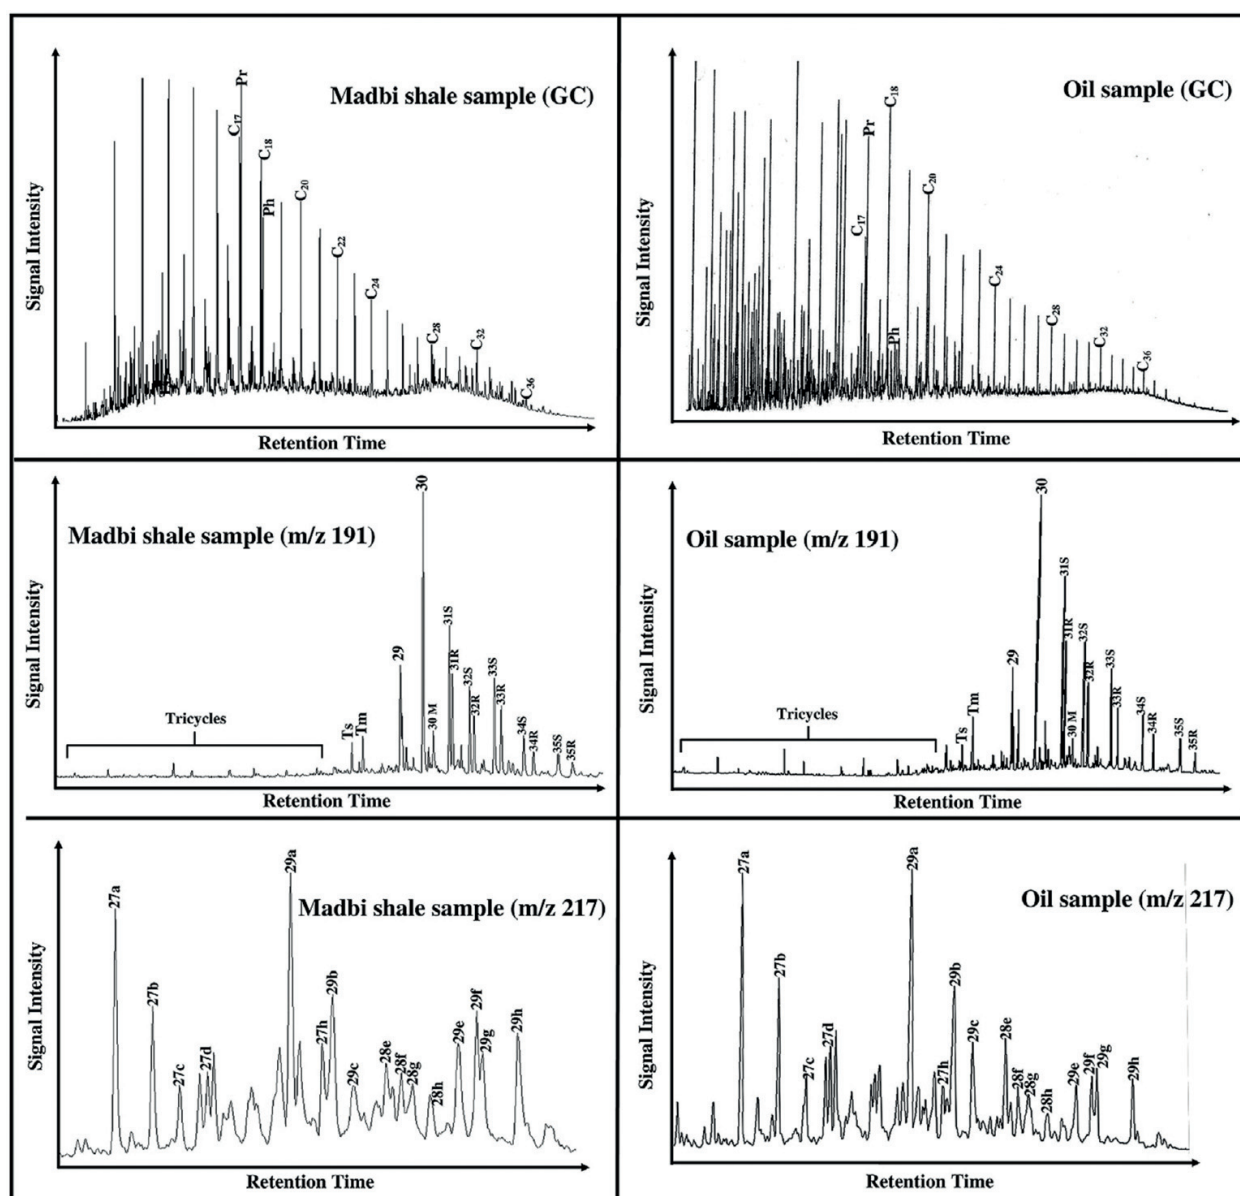 Madbi shale sample (GC)
Signal Intensity
C17
Pr
C18
Ph
C20
C22
C24
C28
C32
C36
Retention Time
Oil sample (GC)
Signal Intensity
C17
Pr
C18
Ph
C20
C24
C28
C32
C36
Retention Time
Madbi shale sample (m/z 191)
Signal Intensity
Tricycles
Ts
Tm
29
30
30 M
31S
31R
32S
32R
33S
33R
34S
34R
35S
35R
Retention Time
Oil sample (m/z 191)
Signal Intensity
Tricycles
Ts
Tm
29
30
31S
31R
30 M
32S
32R
33S
33R
34S
34R
35S
35R
Retention Time
Madbi shale sample (m/z 217)
Signal Intensity
27a
27b
27c
27d
29a
27h
29b
29c
28e
28f
28g
28h
29e
29f
29g
29h
Retention Time
Oil sample (m/z 217)
Signal Intensity
27a
27b
27c
27d
29a
27h
29b
29c
28e
28f
28g
28h
29e
29f
29g
29h
Retention Time